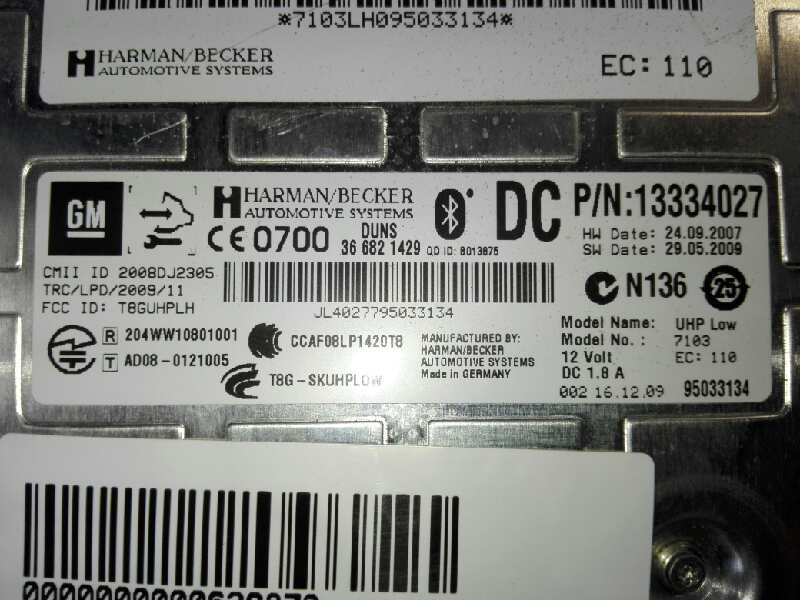 *7103LH095033134*
HARMAN/BECKER
AUTOMOTIVE SYSTEMS
EC: 110
GM
HARMAN/BECKER
AUTOMOTIVE SYSTEMS
DC
P/N:13334027
CE 0700
DUNS
36 682 1429
QD ID: B013875
HW Date: 24.09.2007
SW Date: 29.05.2009
CMII ID 2008DJ2305
TRC/LPD/2009/11
FCC ID: T8GUHPLH
JL4027795033134
N136
25
R 204WW10801001
T AD08-0121005
CCAF08LP1420T8
T8G-SKUHPLOW
MANUFACTURED BY:
HARMAN/BECKER
AUTOMOTIVE SYSTEMS
Made in GERMANY
Model Name: UHP Low
Model No.: 7103
12 Volt EC: 110
DC 1.8 A
002 16.12.09 95033134